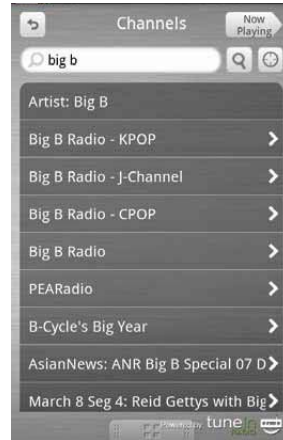 Channels
Now
Playing
big b
Artist: Big B
Big B Radio - KPOP
Big B Radio - J-Channel
Big B Radio - CPOP
Big B Radio
PEARadio
B-Cycle's Big Year
AsianNews: ANR Big B Special 07 D
March 8 Seg 4: Reid Gettys with Big
Powered by tunein